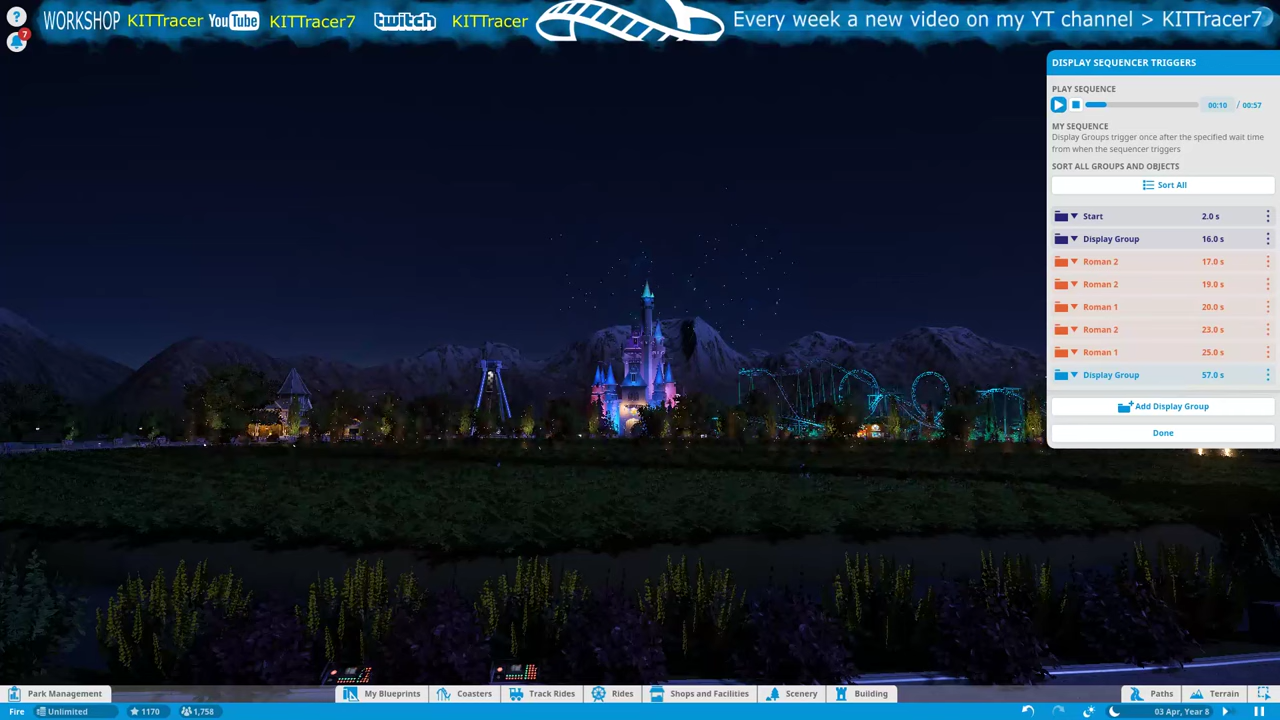 ?
WORKSHOP KITTracer YouTube KITTracer7 twitch KITTracer Every week a new video on my YT channel > KITTracer7
7
DISPLAY SEQUENCER TRIGGERS
PLAY SEQUENCE
00:10 / 00:57
MY SEQUENCE
Display Groups trigger once after the specified wait time
from when the sequencer triggers
SORT ALL GROUPS AND OBJECTS
Sort All
Start 2.0 s
Display Group 16.0 s
Roman 2 17.0 s
Roman 2 19.0 s
Roman 1 20.0 s
Roman 2 23.0 s
Roman 1 25.0 s
Display Group 57.0 s
Add Display Group
Done
Park Management My Blueprints Coasters Track Rides Rides Shops and Facilities Scenery Building Paths Terrain
Fire Unlimited 1170 1,758 03 Apr, Year 8